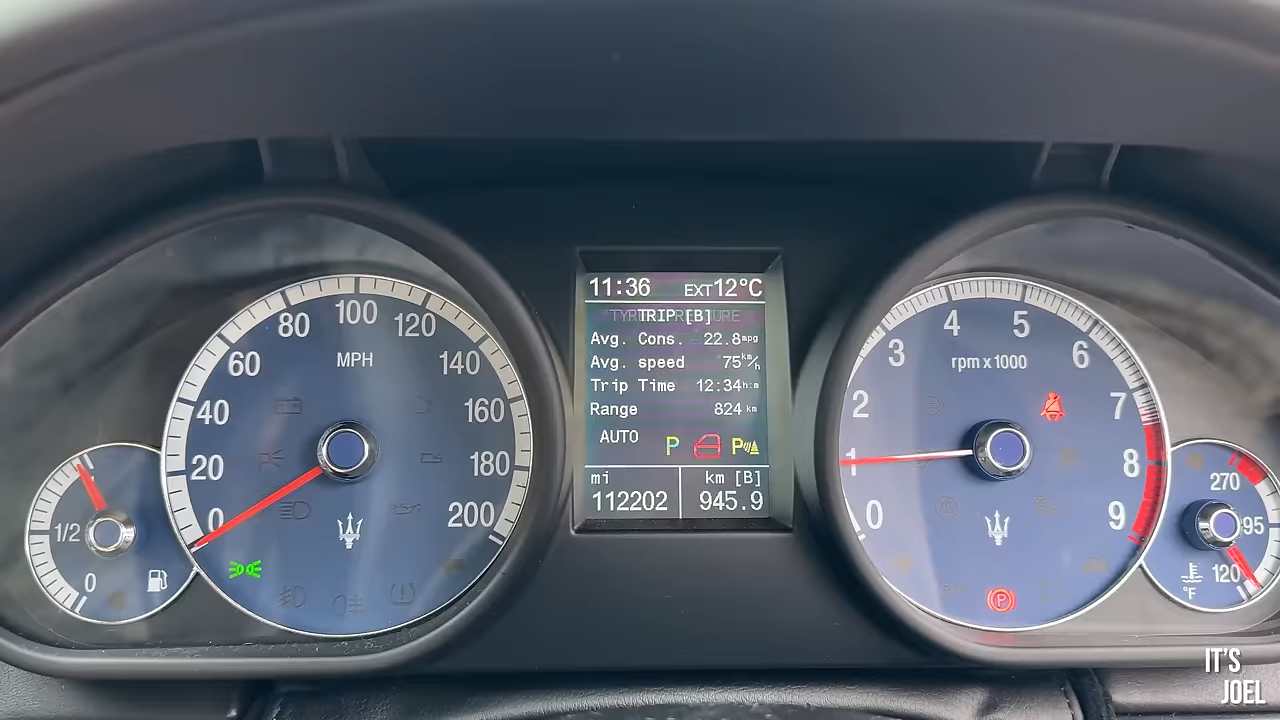 11:36 EXT 12°C
TRIP [B]
Avg. Cons. 22.8 mpg
Avg. speed 75 km/h
Trip Time 12:34 h:m
Range 824 km
AUTO P P
mi km [B]
112202 945.9
MPH
0
20
40
60
80
100
120
140
160
180
200
1/2
0
rpm x 1000
0
1
2
3
4
5
6
7
8
9
P
270
195
120
°F
IT'S
JOEL